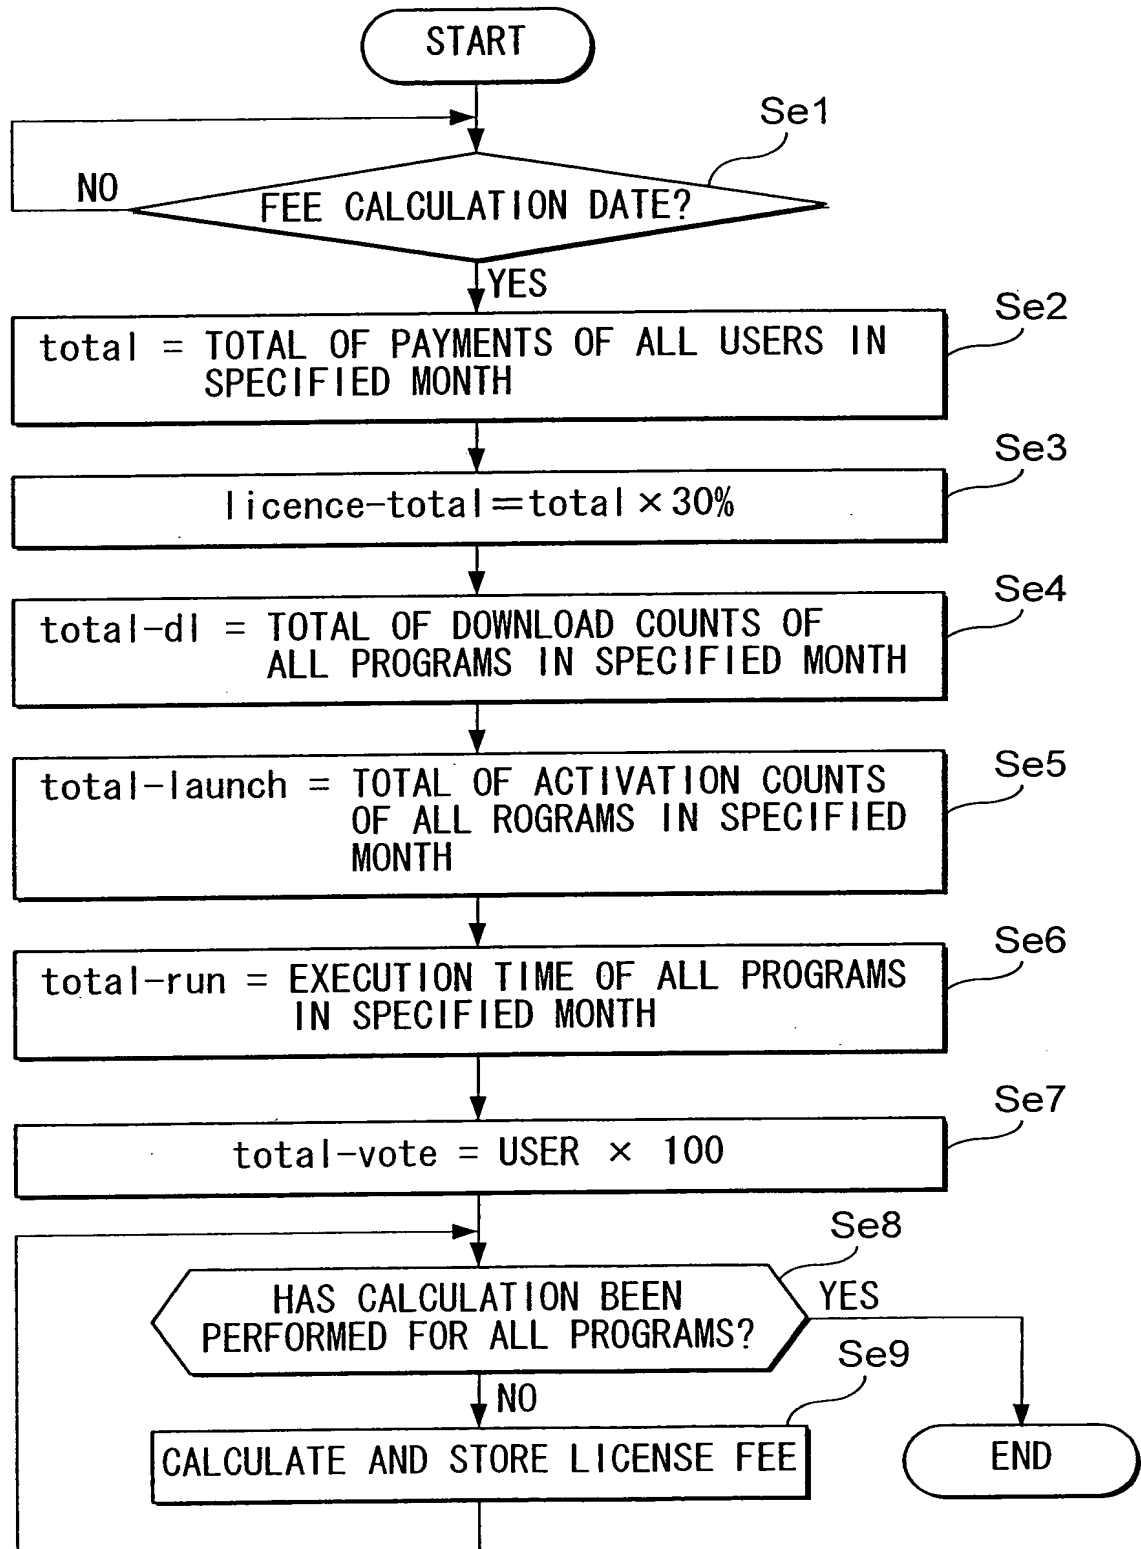 START
Se1
NO
FEE CALCULATION DATE?
YES
Se2
total = TOTAL OF PAYMENTS OF ALL USERS IN
SPECIFIED MONTH
Se3
licence-total=total×30%
Se4
total-dl = TOTAL OF DOWNLOAD COUNTS OF
ALL PROGRAMS IN SPECIFIED MONTH
Se5
total-launch = TOTAL OF ACTIVATION COUNTS
OF ALL ROGRAMS IN SPECIFIED
MONTH
Se6
total-run = EXECUTION TIME OF ALL PROGRAMS
IN SPECIFIED MONTH
Se7
total-vote = USER × 100
Se8
HAS CALCULATION BEEN
PERFORMED FOR ALL PROGRAMS?
YES
Se9
NO
CALCULATE AND STORE LICENSE FEE
END